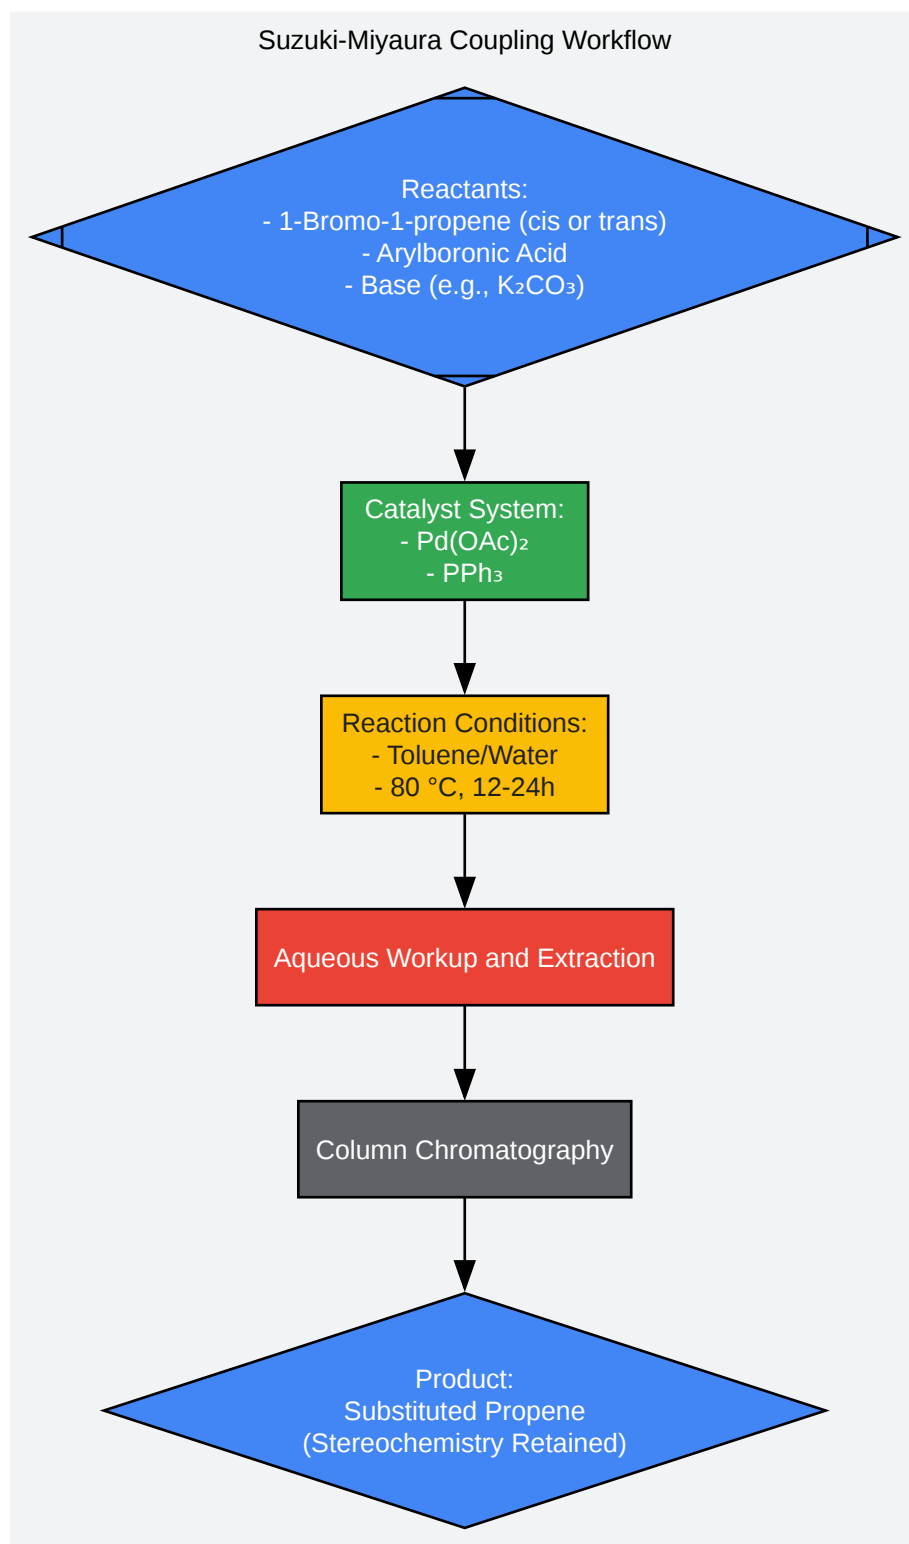 Suzuki-Miyaura Coupling Workflow
Reactants:
- 1-Bromo-1-propene (cis or trans)
- Arylboronic Acid
- Base (e.g., K₂CO₃)
Catalyst System:
- Pd(OAc)₂
- PPh₃
Reaction Conditions:
- Toluene/Water
- 80 °C, 12-24h
Aqueous Workup and Extraction
Column Chromatography
Product:
Substituted Propene
(Stereochemistry Retained)